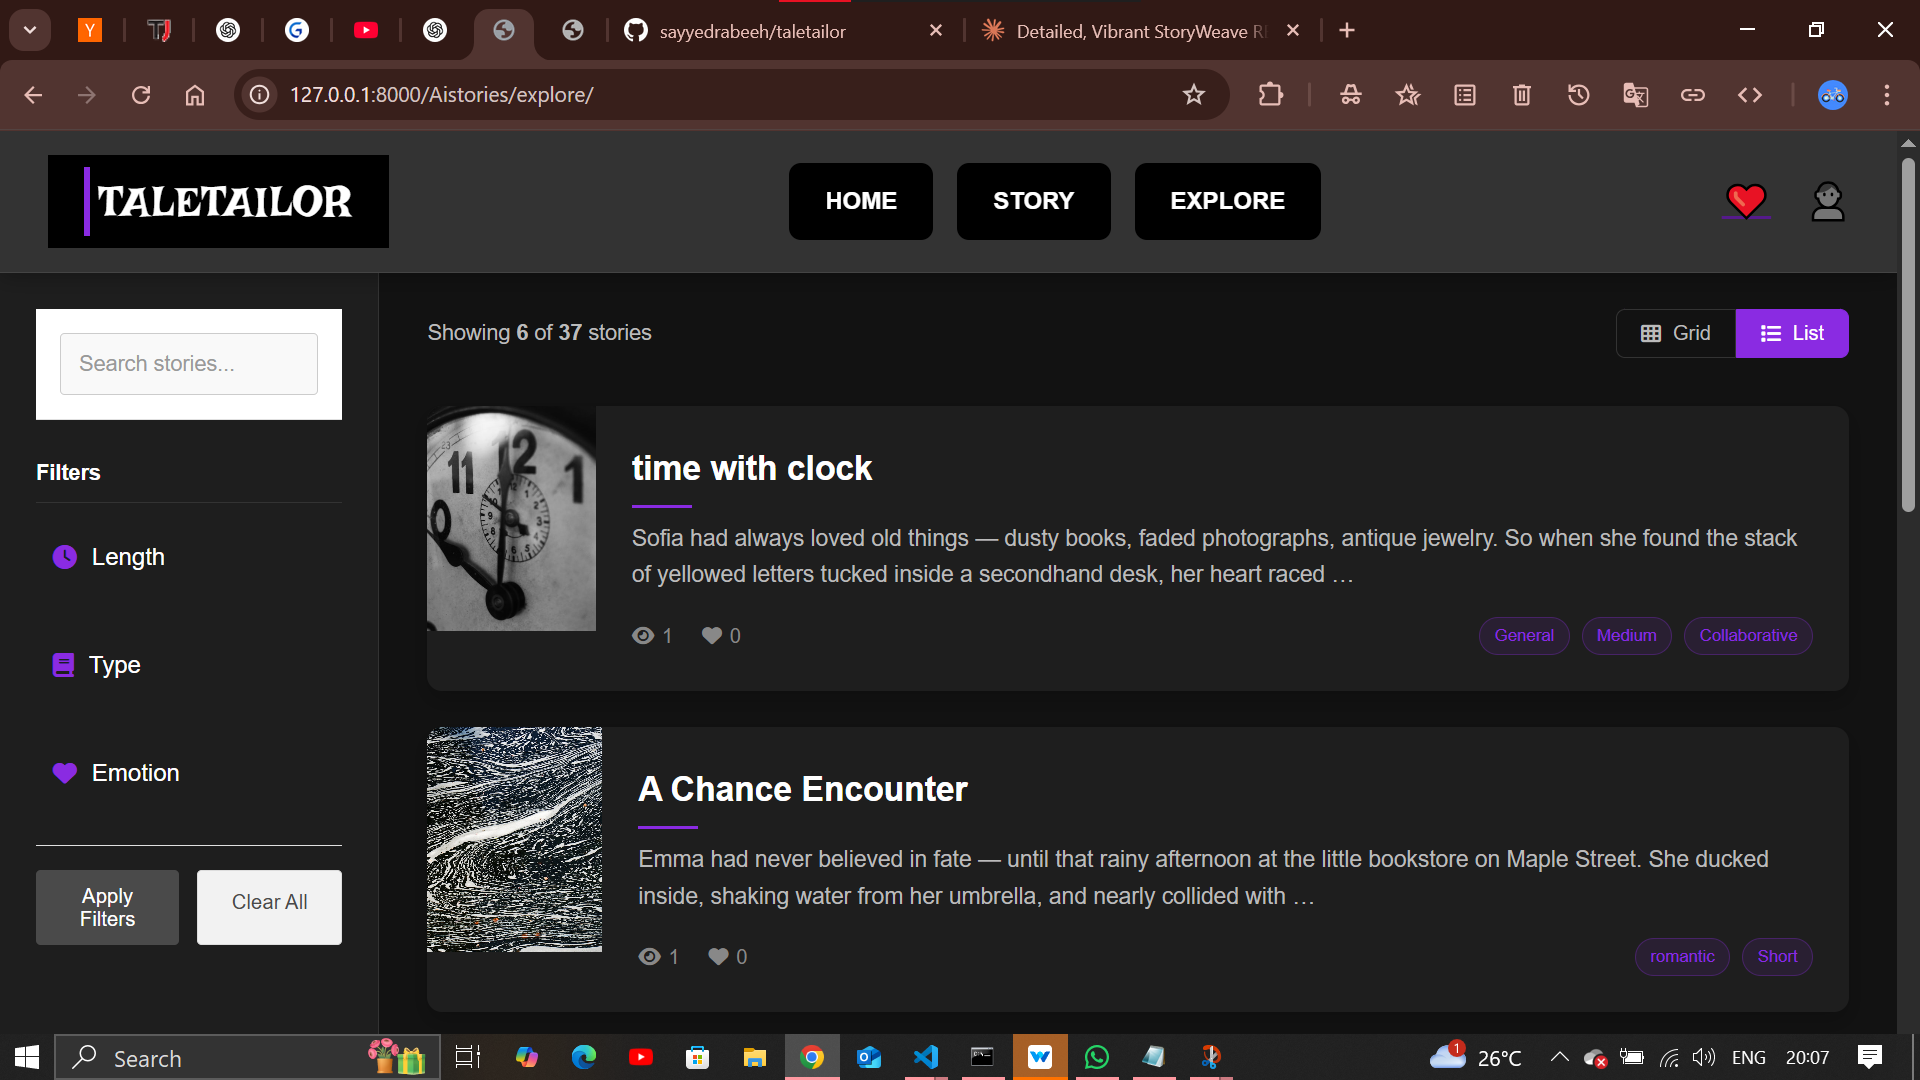 sayyedrabeeh/taletailor
Detailed, Vibrant StoryWeave
127.0.0.1:8000/Aistories/explore/
TALETAILOR
HOME
STORY
EXPLORE
Search stories...
Filters
Length
Type
Emotion
Apply
Filters
Clear All
Showing 6 of 37 stories
Grid
List
time with clock
Sofia had always loved old things — dusty books, faded photographs, antique jewelry. So when she found the stack
of yellowed letters tucked inside a secondhand desk, her heart raced …
1
0
General
Medium
Collaborative
A Chance Encounter
Emma had never believed in fate — until that rainy afternoon at the little bookstore on Maple Street. She ducked
inside, shaking water from her umbrella, and nearly collided with …
1
0
romantic
Short
Search
1
26°C
ENG
20:07